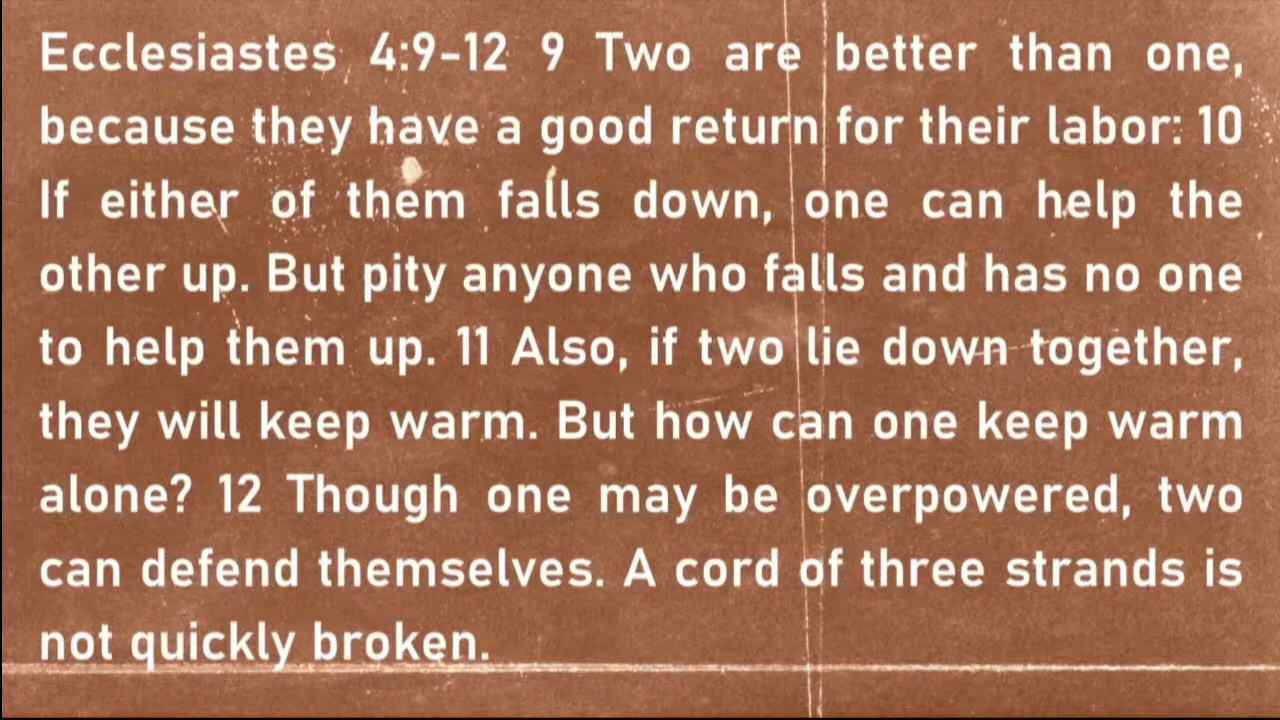 Ecclesiastes 4:9-12 9 Two are better than one,
because they have a good return for their labor: 10
If either of them falls down, one can help the
other up. But pity anyone who falls and has no one
to help them up. 11 Also, if two lie down together,
they will keep warm. But how can one keep warm
alone? 12 Though one may be overpowered, two
can defend themselves. A cord of three strands is
not quickly broken.